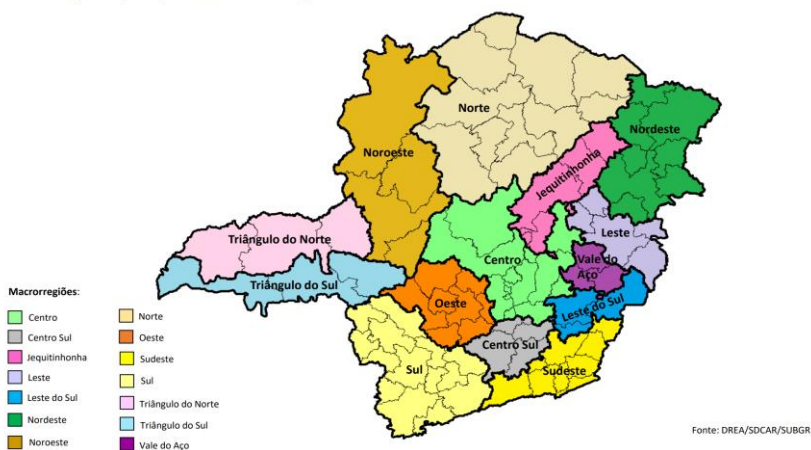 Norte
Nordeste
Noroeste
Jequitinhonha
Leste
Triângulo do Norte
Centro
Vale do
Aço
Triângulo do Sul
Oeste
Leste do Sul
Centro Sul
Sul
Sudeste
Macrorregiões:
Centro
Centro Sul
Jequitinhonha
Leste
Leste do Sul
Nordeste
Noroeste
Norte
Oeste
Sudeste
Sul
Triângulo do Norte
Triângulo do Sul
Vale do Aço
Fonte: DREA/SDCAR/SUBGR